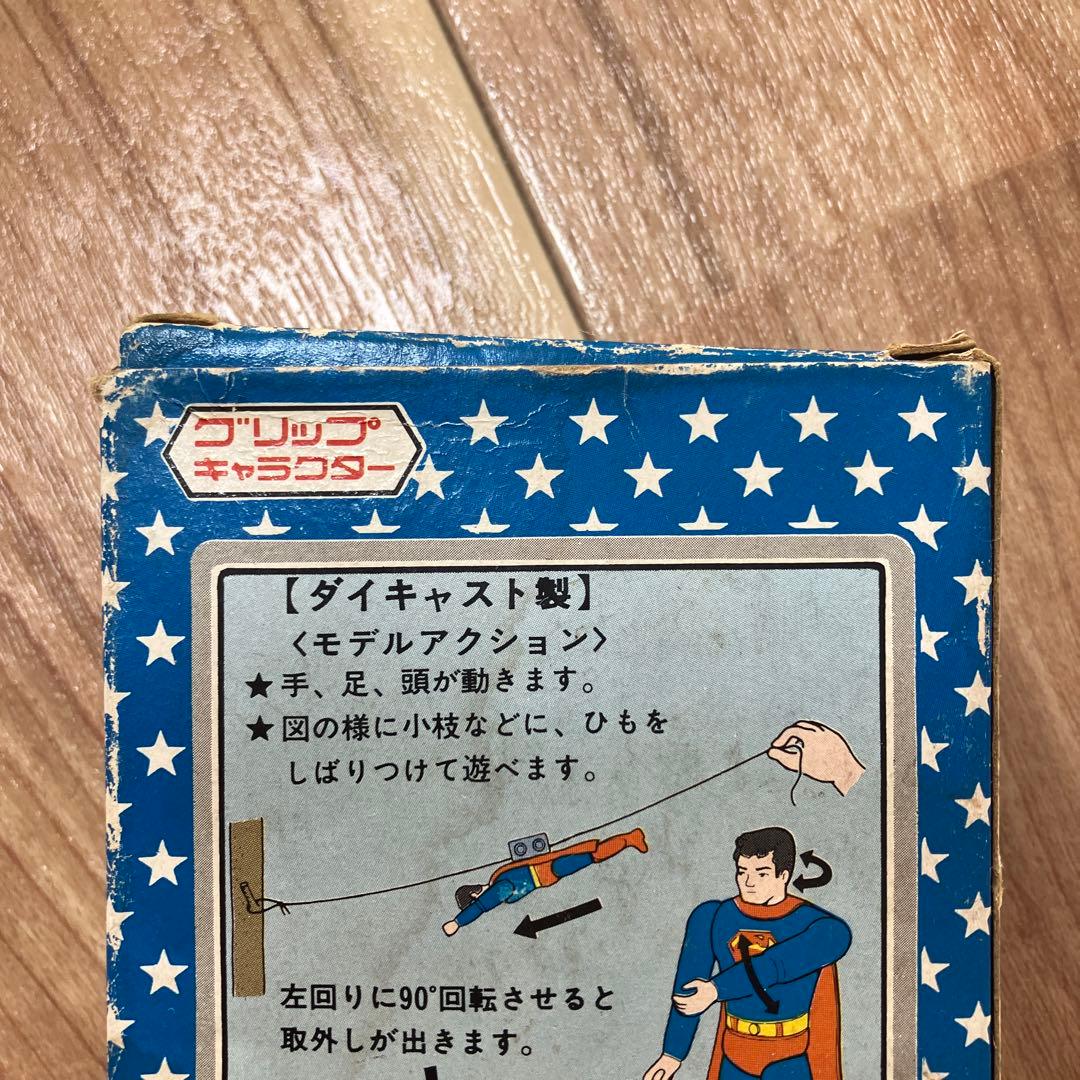 グリップ
キャラクター
【ダイキャスト製】
〈モデルアクション〉
★手、足、頭が動きます。
★図の様に小枝などに、ひもを
しばりつけて遊べます。
左回りに90°回転させると
取外しが出きます。